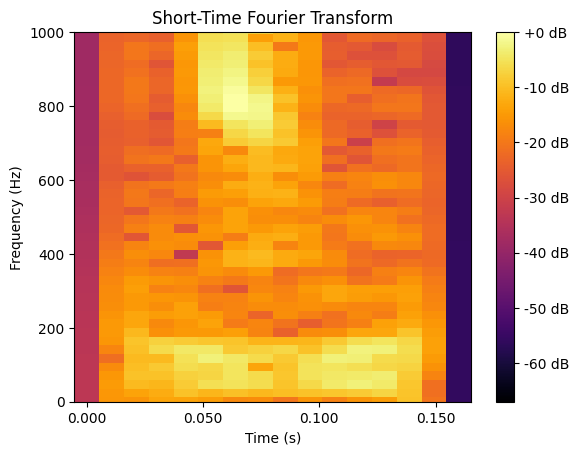 Short-Time Fourier Transform
1000
800
600
400
200
0
Frequency (Hz)
0.000
0.050
0.100
0.150
Time (s)
+0 dB
-10 dB
-20 dB
-30 dB
-40 dB
-50 dB
-60 dB